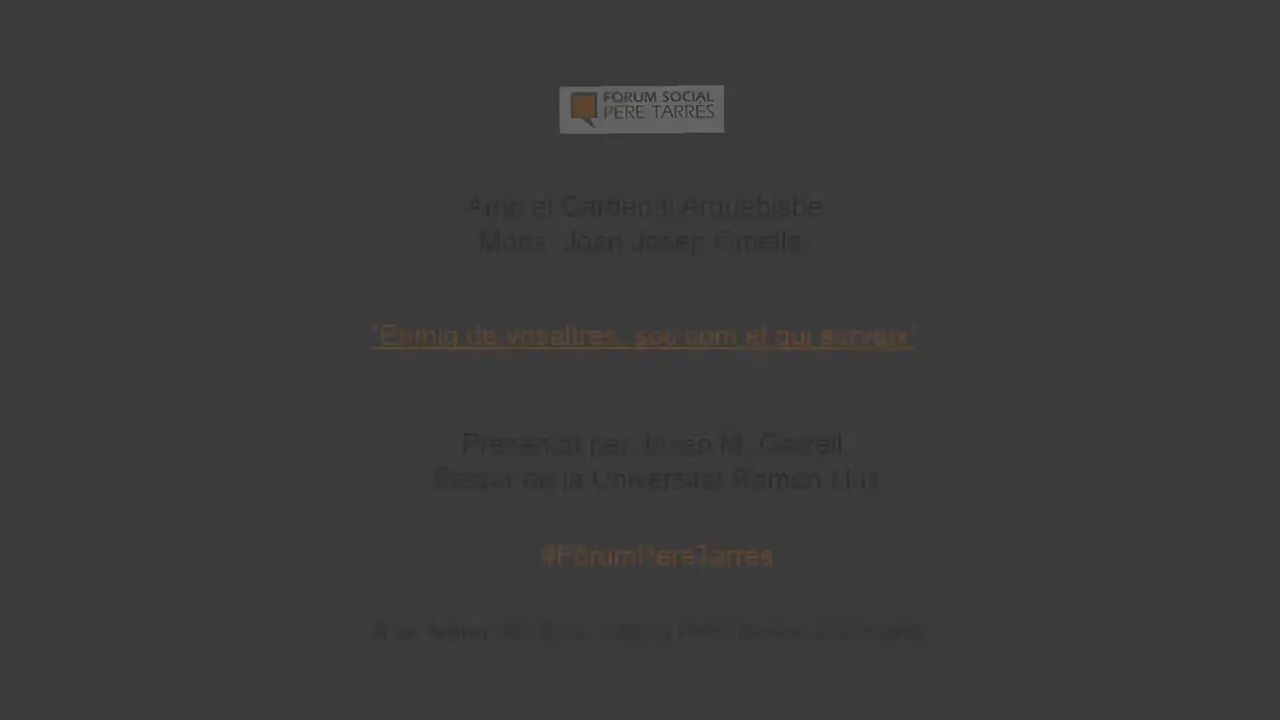 FÒRUM SOCIAL
PERE TARRÉS
Amb el Cardenal Arquebisbe
Mons. Joan Josep Omella.
"Enmig de vosaltres, soc com el qui serveix"
Presentat per Josep M. Garrell
Rector de la Universitat Ramon Llull
#FòrumPereTarrés